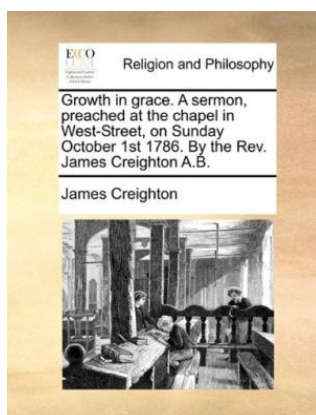 ECCO
Religion and Philosophy
Growth in grace. A sermon,
preached at the chapel in
West-Street, on Sunday
October 1st 1786. By the Rev.
James Creighton A.B.
James Creighton